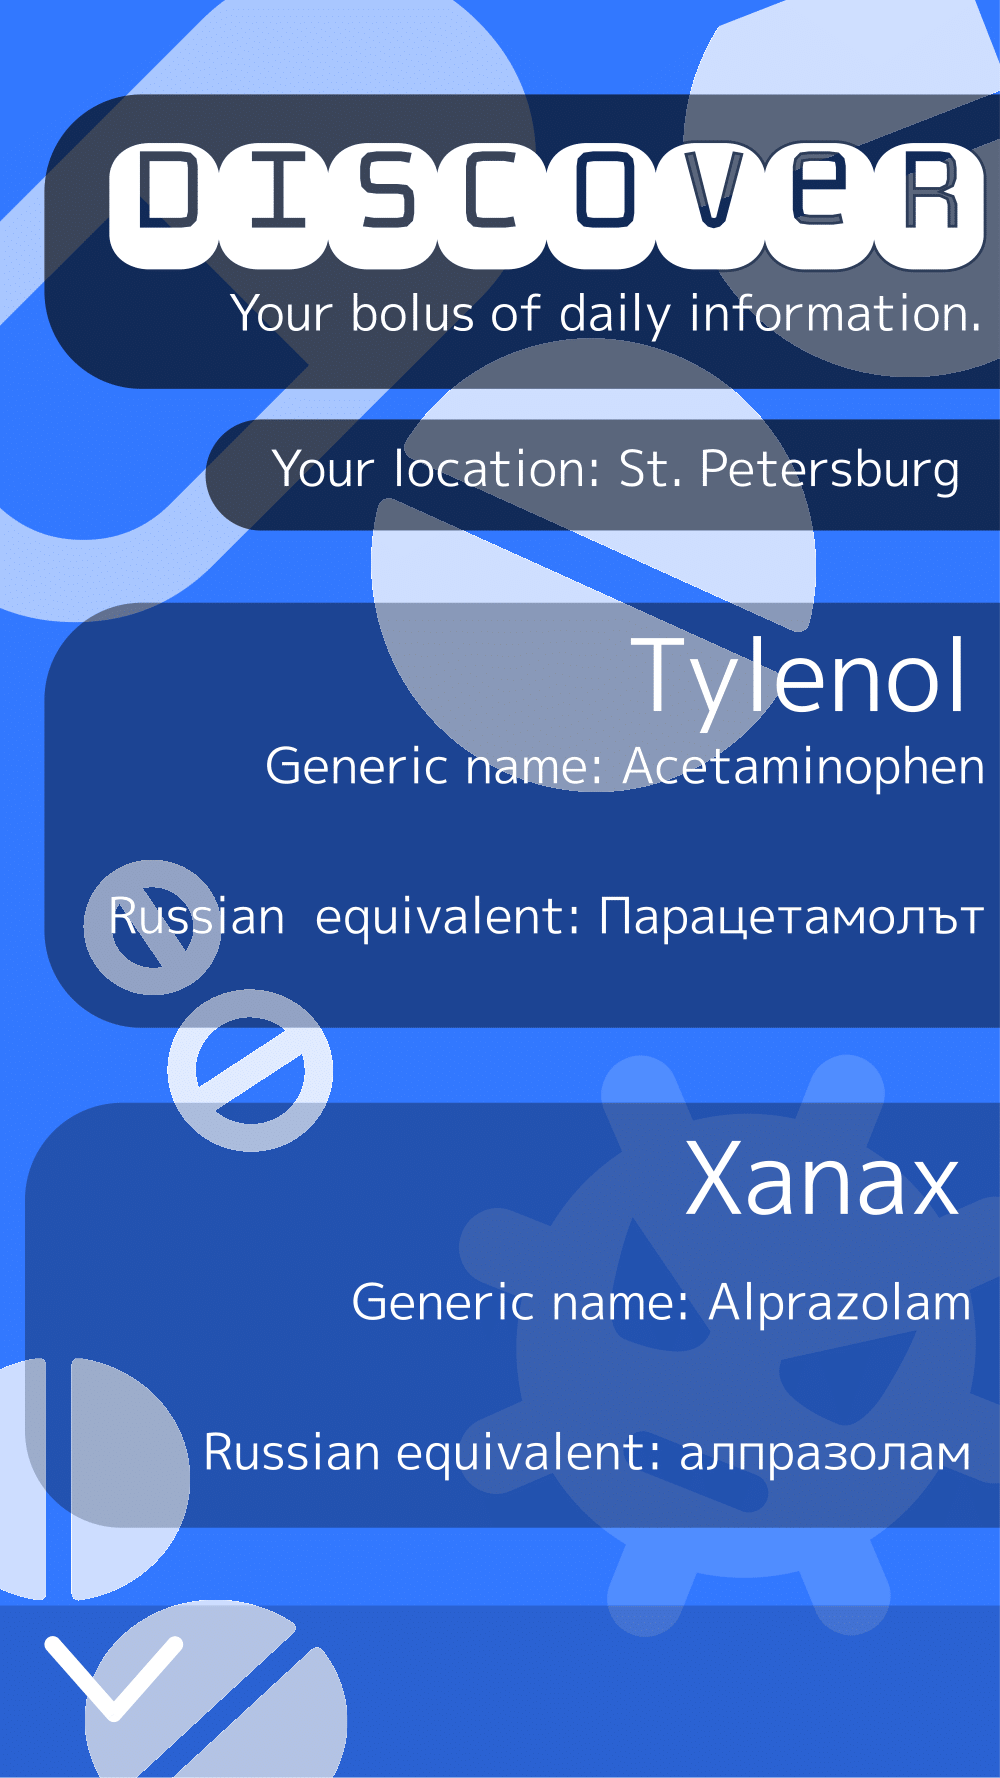 DISCOVeR
Your bolus of daily information.
Your location: St. Petersburg
Tylenol
Generic name: Acetaminophen
Russian  equivalent: Парацетамолът
Xanax
Generic name: Alprazolam
Russian equivalent: алпразолам